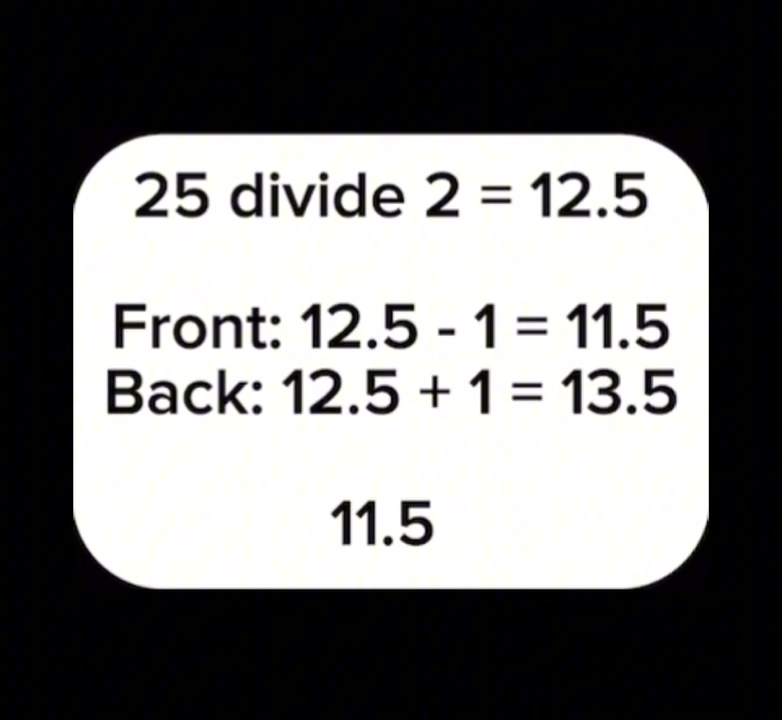 25 divide 2 = 12.5
Front: 12.5 - 1 = 11.5
Back: 12.5 + 1 = 13.5
11.5